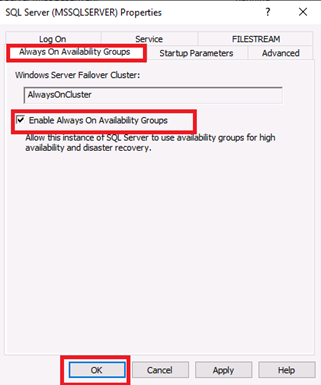 SQL Server (MSSQLSERVER) Properties
? ×
Log On Service FILESTREAM
Always On Availability Groups Startup Parameters Advanced
Windows Server Failover Cluster:
AlwaysOnCluster
Enable Always On Availability Groups
Allow this instance of SQL Server to use availability groups for high
availability and disaster recovery.
OK Cancel Apply Help